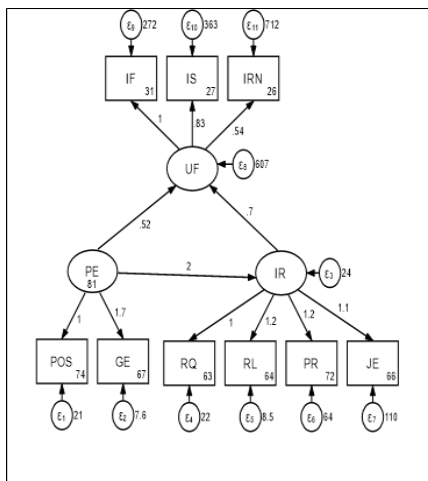 ε9 272 ε10 363 ε11 712
IF 31 IS 27 IRN 26
1 .83 .54
UF ε8 607
.52 .7
PE 81 2 IR ε3 24
1 1.7 1 1.2 1.2 1.1
POS 74 GE 67 RQ 63 RL 64 PR 72 JE 66
ε1 21 ε2 7.6 ε4 22 ε5 8.5 ε6 64 ε7 110